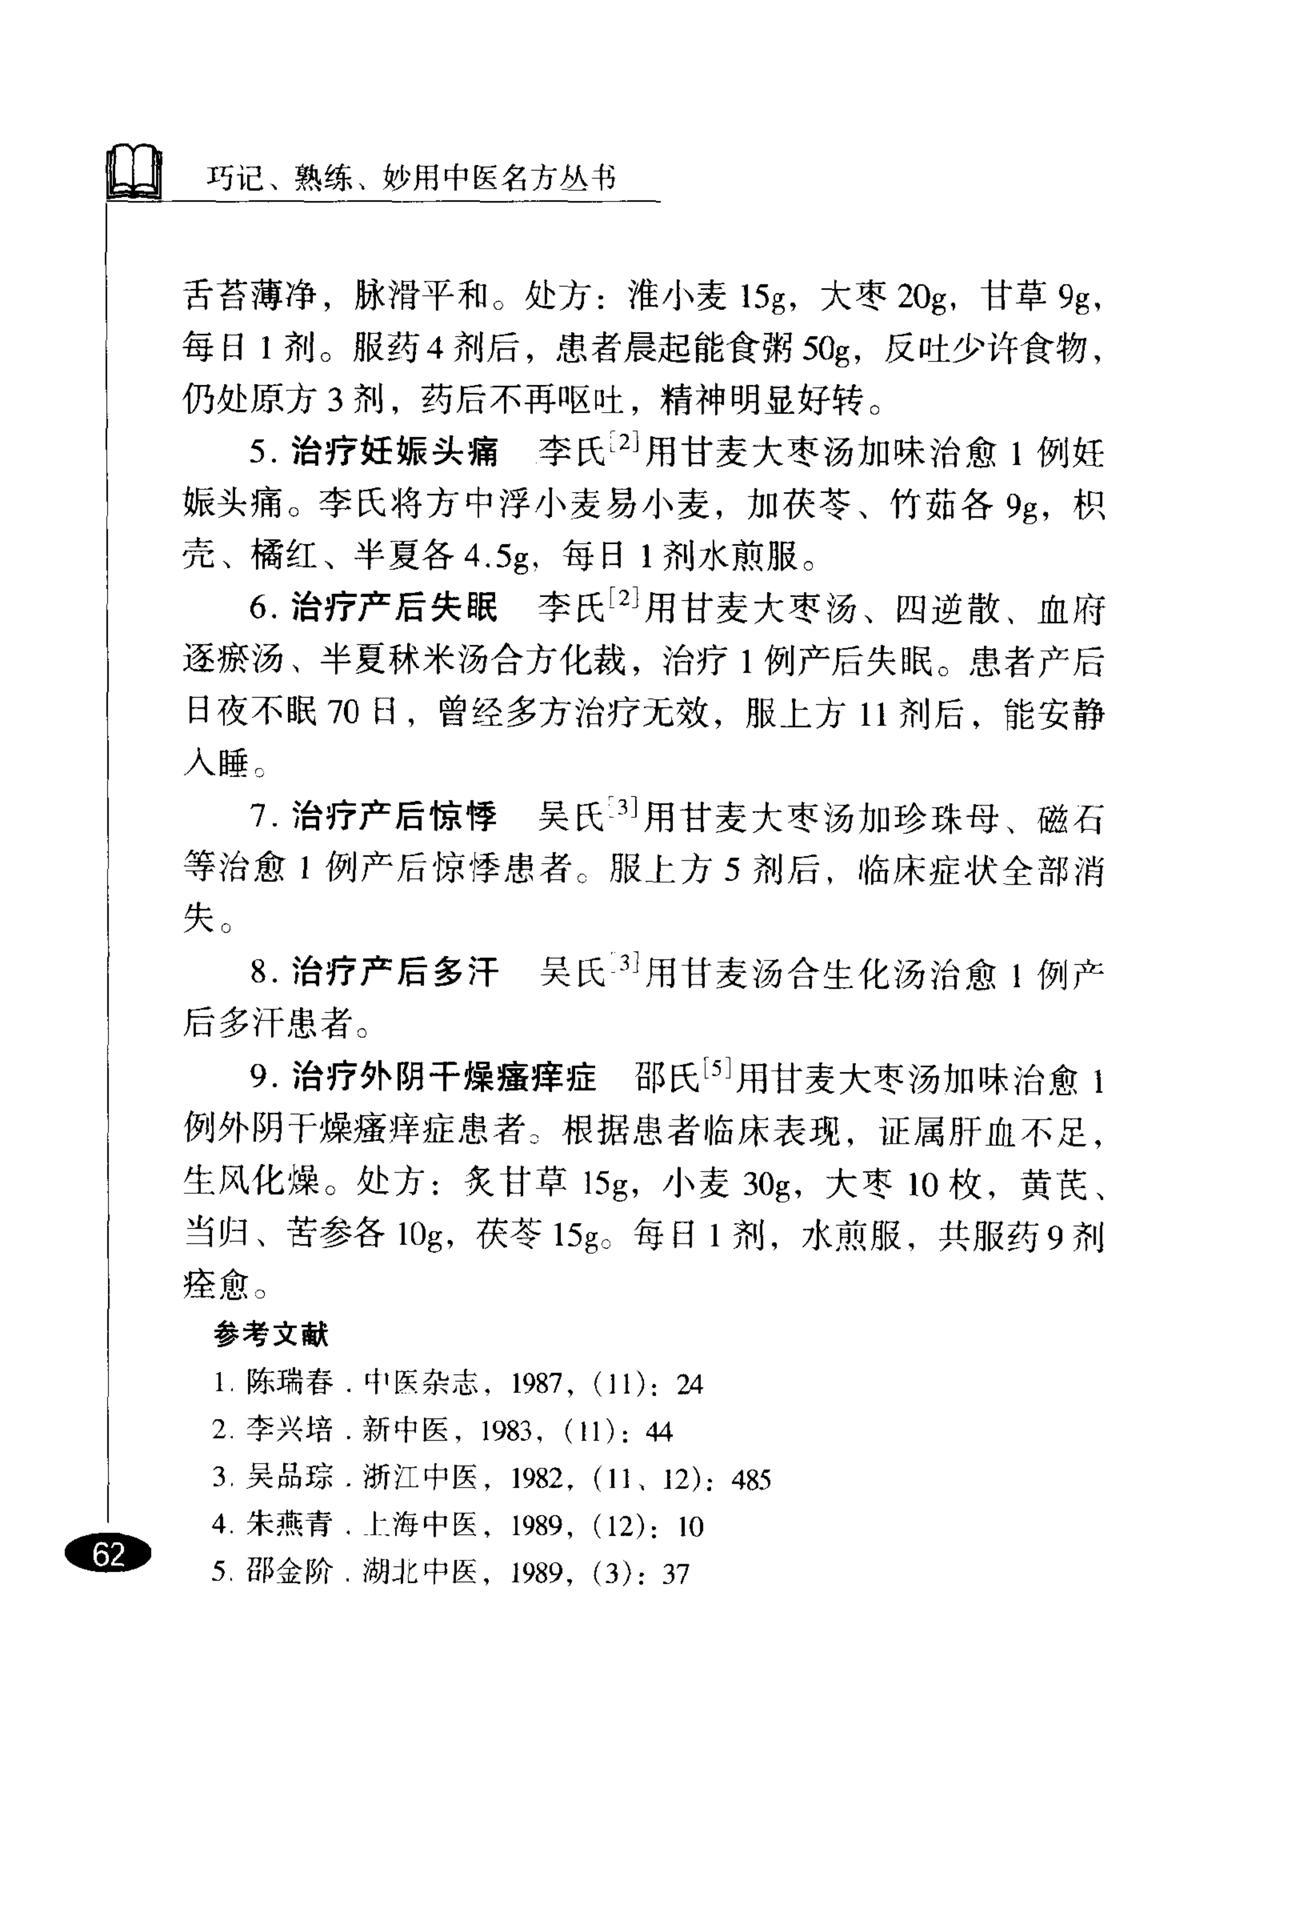 巧记、熟练、妙用中医名方丛书
舌苔薄净，脉滑平和。处方：淮小麦 15g，大枣 20g，甘草 9g，
每日 1 剂。服药 4 剂后，患者晨起能食粥 50g，反吐少许食物，
仍处原方 3 剂，药后不再呕吐，精神明显好转。
5. 治疗妊娠头痛 李氏[2]用甘麦大枣汤加味治愈 1 例妊
娠头痛。李氏将方中浮小麦易小麦，加茯苓、竹茹各 9g，枳
壳、橘红、半夏各 4.5g，每日 1 剂水煎服。
6. 治疗产后失眠 李氏[2]用甘麦大枣汤、四逆散、血府
逐瘀汤、半夏秫米汤合方化裁，治疗 1 例产后失眠。患者产后
日夜不眠 70 日，曾经多方治疗无效，服上方 11 剂后，能安静
入睡。
7. 治疗产后惊悸 吴氏[3]用甘麦大枣汤加珍珠母、磁石
等治愈 1 例产后惊悸患者。服上方 5 剂后，临床症状全部消
失。
8. 治疗产后多汗 吴氏[3]用甘麦汤合生化汤治愈 1 例产
后多汗患者。
9. 治疗外阴干燥瘙痒症 邵氏[5]用甘麦大枣汤加味治愈 1
例外阴干燥瘙痒症患者。根据患者临床表现，证属肝血不足，
生风化燥。处方：炙甘草 15g，小麦 30g，大枣 10 枚，黄芪、
当归、苦参各 10g，茯苓 15g。每日 1 剂，水煎服，共服药 9 剂
痊愈。
参考文献
1. 陈瑞春．中医杂志，1987，(11)：24
2. 李兴培．新中医，1983，(11)：44
3. 吴品琮．浙江中医，1982，(11、12)：485
4. 朱燕青．上海中医，1989，(12)：10
5. 邵金阶．湖北中医，1989，(3)：37
62